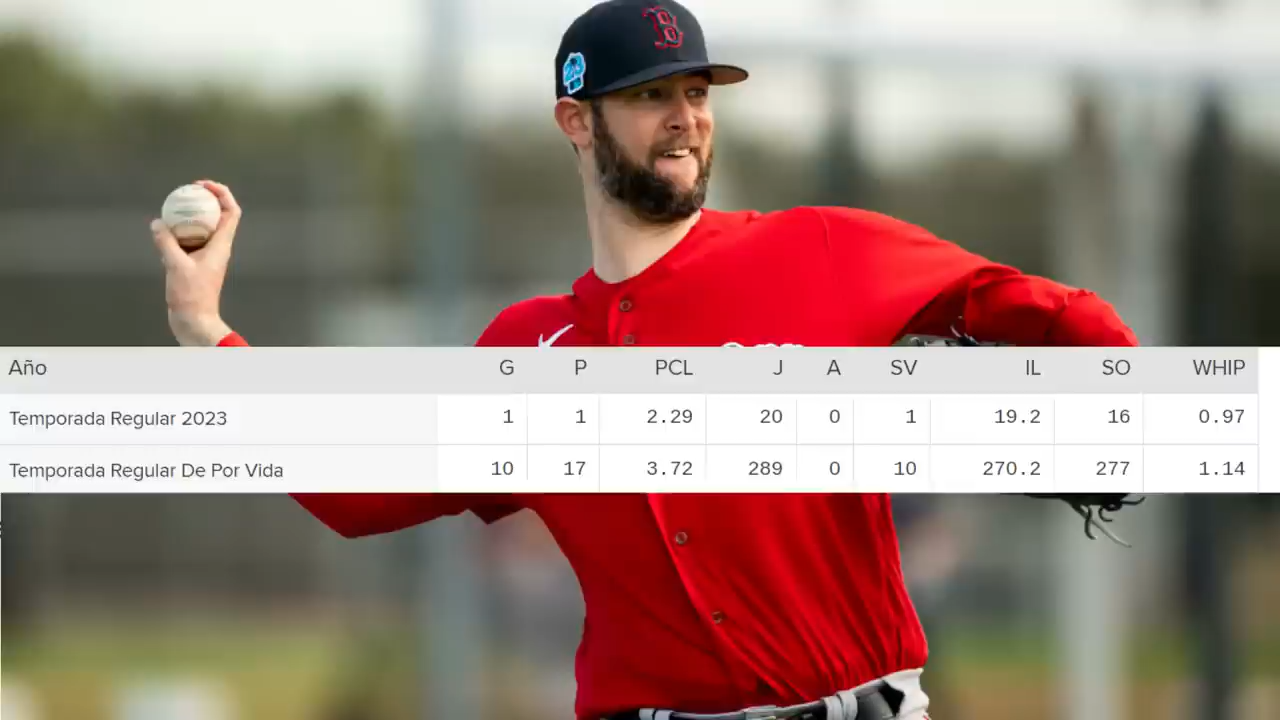 B
Año G P PCL J A SV IL SO WHIP
Temporada Regular 2023 1 1 2.29 20 0 1 19.2 16 0.97
Temporada Regular De Por Vida 10 17 3.72 289 0 10 270.2 277 1.14